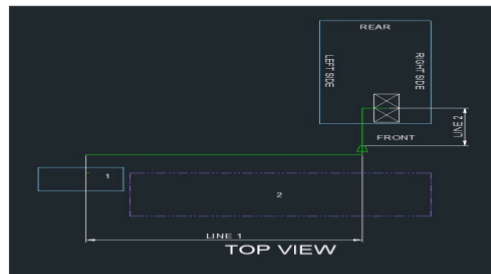 REAR
LEFT SIDE
RIGHT SIDE
FRONT
LINE 2
1
2
LINE 1
TOP VIEW